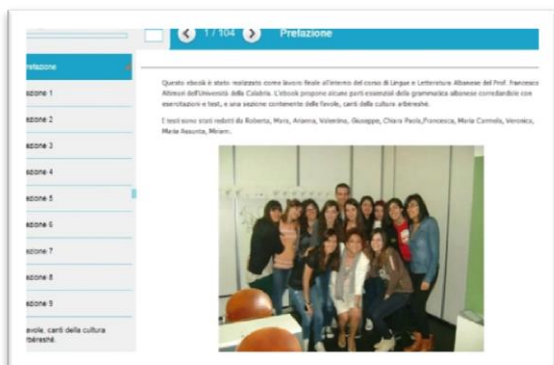 1 / 104
Prefazione
refazione
ezione 1
ezione 2
ezione 3
ezione 4
ezione 5
ezione 6
ezione 7
ezione 8
ezione 9
avole, canti della cultura
rbëreshë.
Questo ebook è stato realizzato come lavoro finale all'interno del corso di Lingue e Letterature Albanese del Prof. Francesco
Altimari dell'Università della Calabria. L'ebook propone alcune parti essenziali della grammatica albanese corredandole con
esercitazioni e test, e una sezione contenente delle favole, canti della cultura arbëreshë.
I testi sono stati redatti da Roberta, Mara, Arianna, Valentina, Giuseppe, Chiara Paola,Francesca, Maria Carmela, Veronica,
Maria Assunta, Miriam.